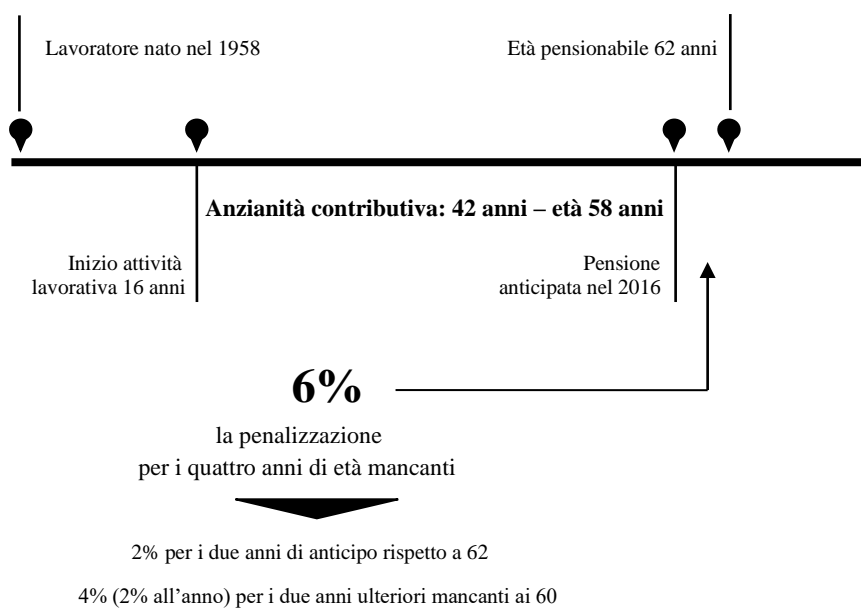 Lavoratore nato nel 1958
Età pensionabile 62 anni
Anzianità contributiva: 42 anni – età 58 anni
Inizio attività
lavorativa 16 anni
Pensione
anticipata nel 2016
6%
la penalizzazione
per i quattro anni di età mancanti
2% per i due anni di anticipo rispetto a 62
4% (2% all’anno) per i due anni ulteriori mancanti ai 60